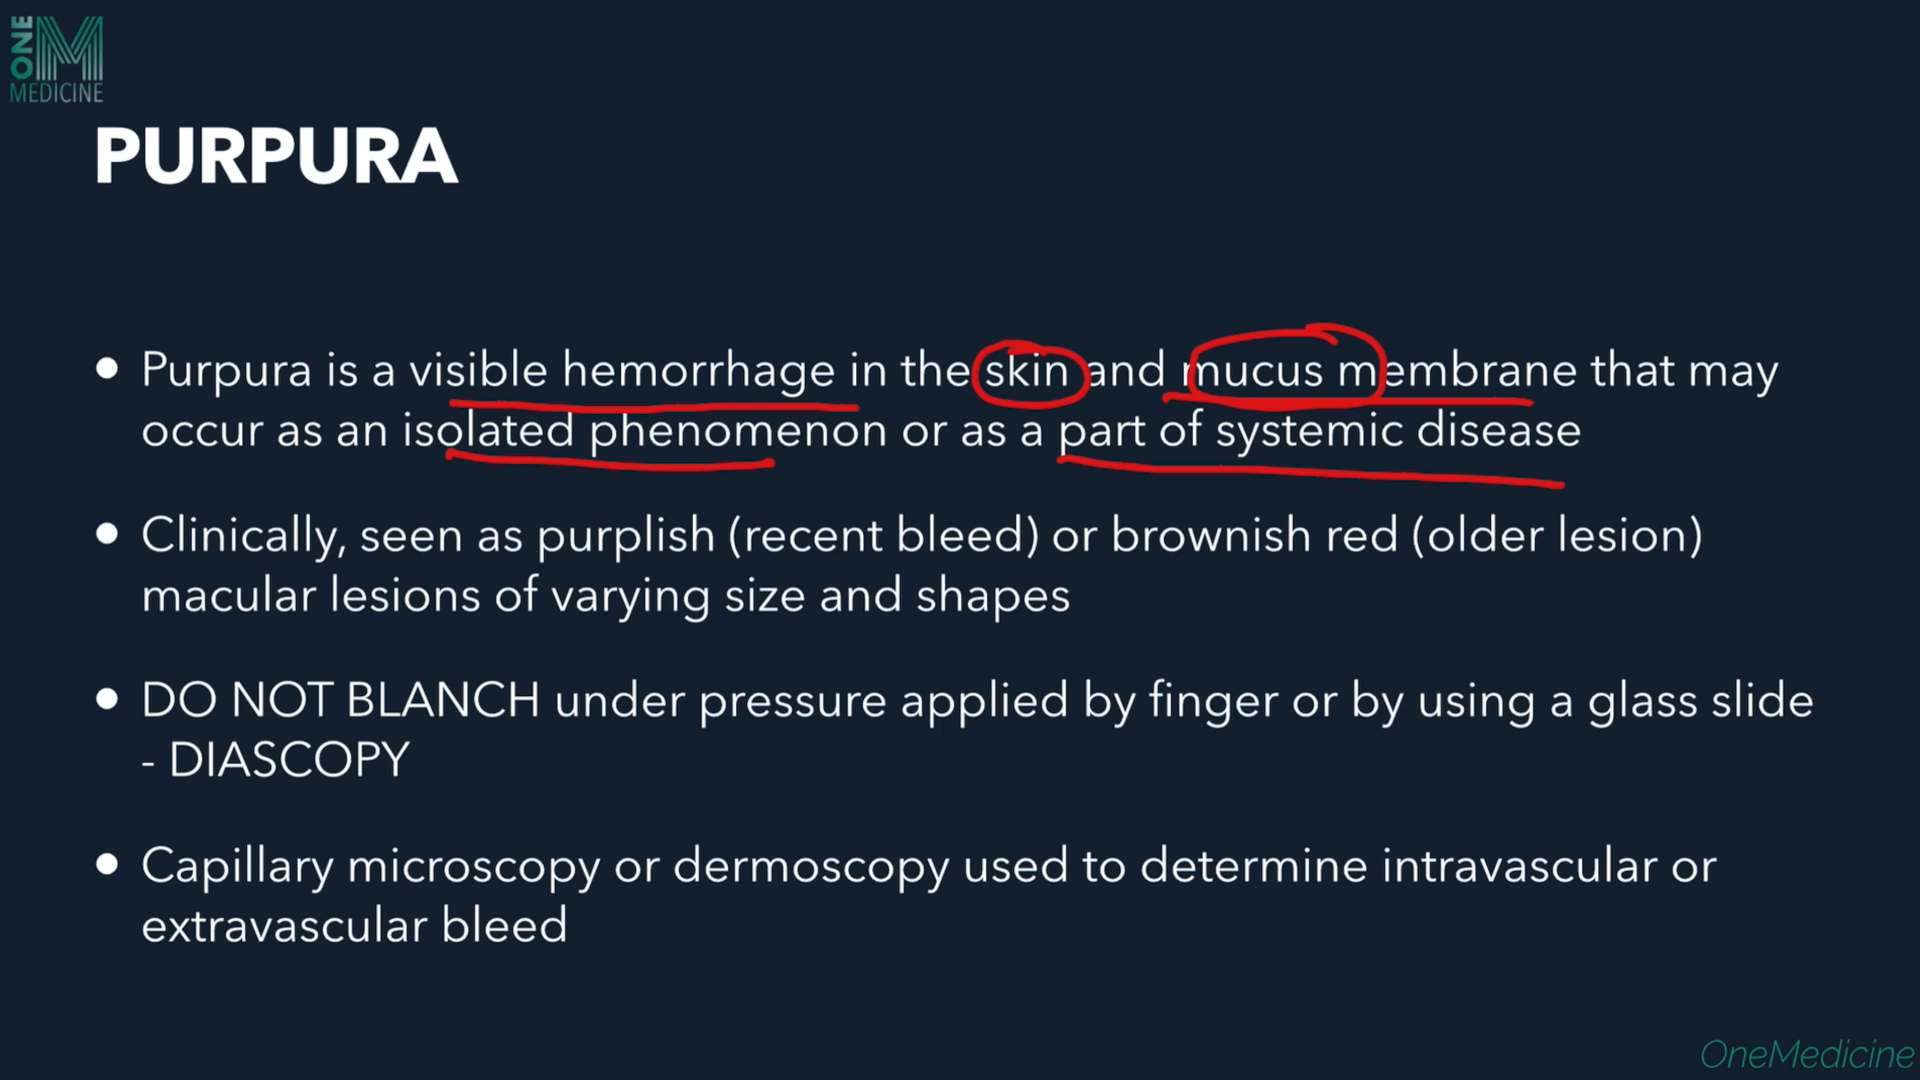 ONE
MEDICINE
PURPURA
• Purpura is a visible hemorrhage in the skin and mucus membrane that may
occur as an isolated phenomenon or as a part of systemic disease
• Clinically, seen as purplish (recent bleed) or brownish red (older lesion)
macular lesions of varying size and shapes
• DO NOT BLANCH under pressure applied by finger or by using a glass slide
- DIASCOPY
• Capillary microscopy or dermoscopy used to determine intravascular or
extravascular bleed
OneMedicine